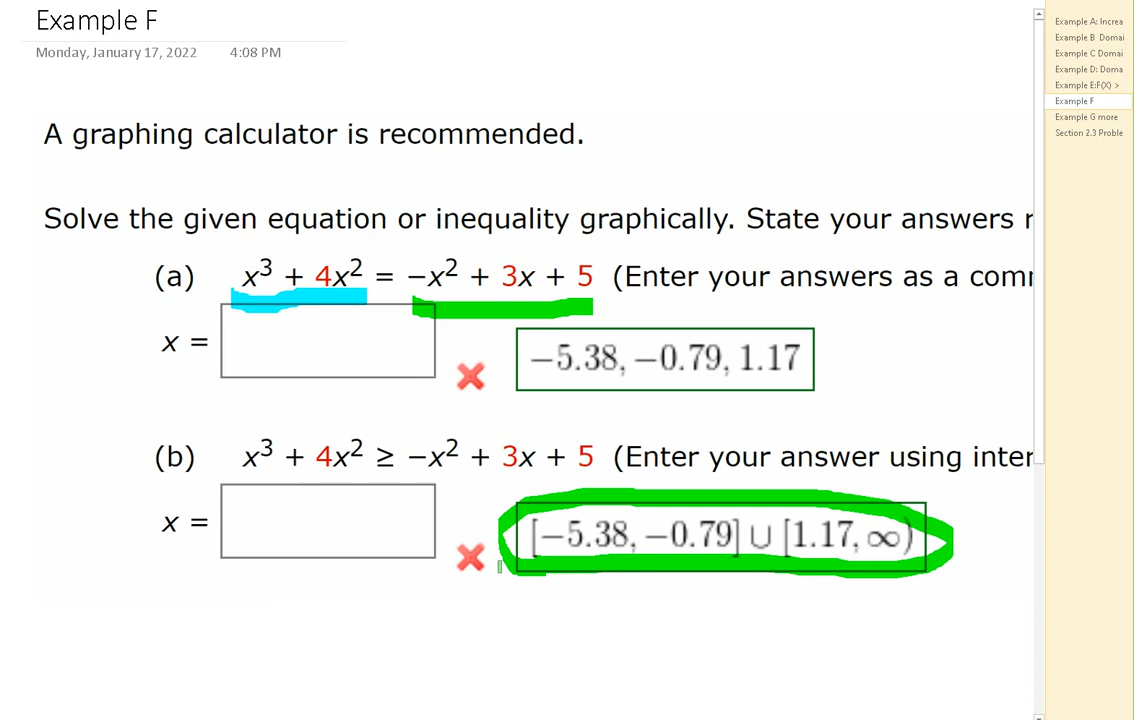 Example F
Monday, January 17, 2022 4:08 PM
A graphing calculator is recommended.
Solve the given equation or inequality graphically. State your answers r
(a) x³ + 4x² = −x² + 3x + 5 (Enter your answers as a com
x =
−5.38, −0.79, 1.17
(b) x³ + 4x² ≥ −x² + 3x + 5 (Enter your answer using inter
x =
[−5.38, −0.79] ∪ [1.17, ∞)
Example A: Increa
Example B Domai
Example C Domai
Example D: Doma
Example E:F(X) >
Example F
Example G more
Section 2.3 Proble